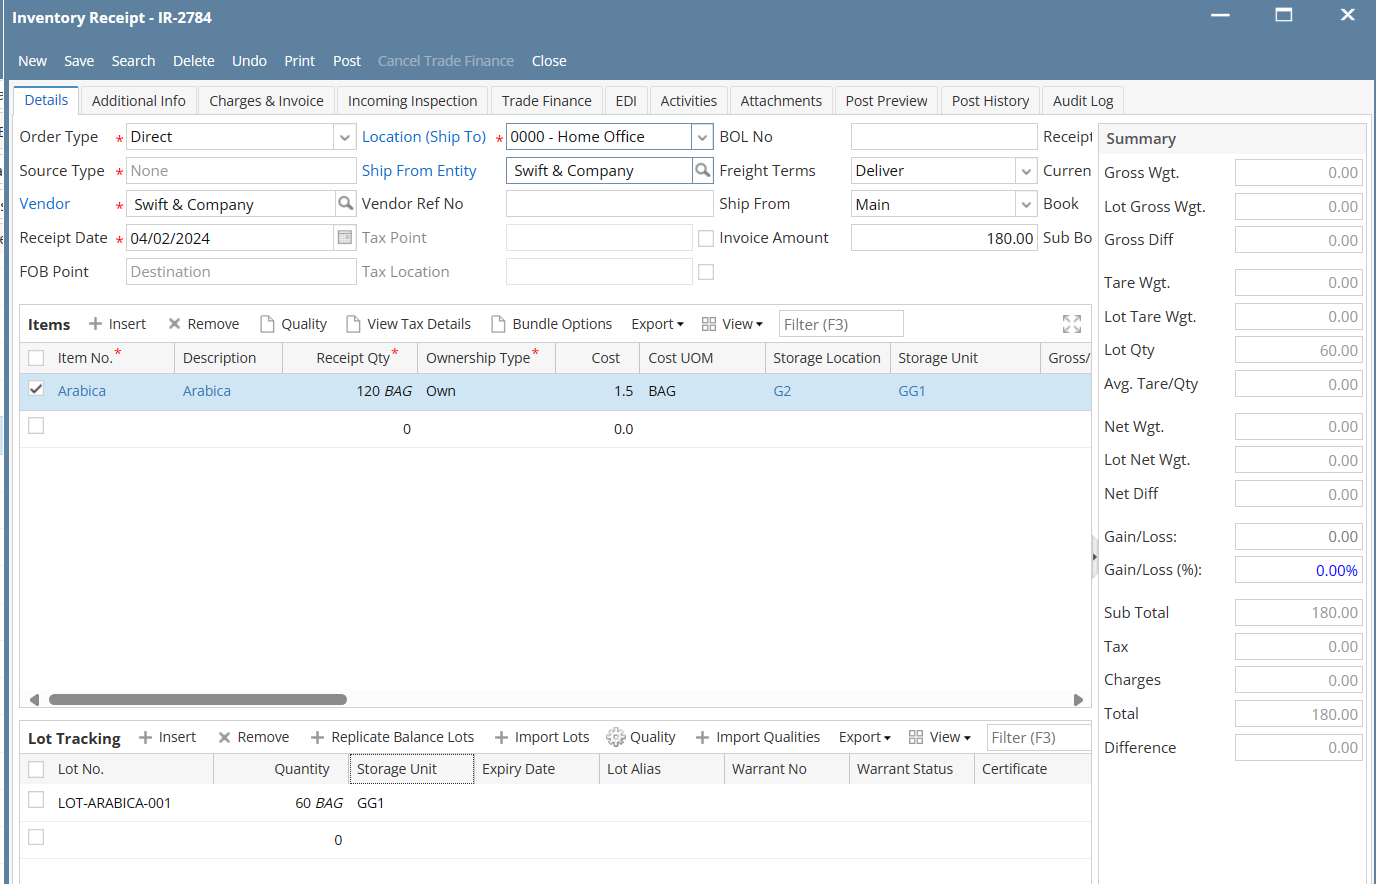 Inventory Receipt - IR-2784
New Save Search Delete Undo Print Post Cancel Trade Finance Close
Details Additional Info Charges & Invoice Incoming Inspection Trade Finance EDI Activities Attachments Post Preview Post History Audit Log
Order Type * Direct Location (Ship To) * 0000 - Home Office BOL No Receipt
Source Type * None Ship From Entity Swift & Company Freight Terms Deliver Curren
Vendor * Swift & Company Vendor Ref No Ship From Main Book
Receipt Date * 04/02/2024 Tax Point Invoice Amount 180.00 Sub Bo
FOB Point Destination Tax Location
Items Insert Remove Quality View Tax Details Bundle Options Export View Filter (F3)
Item No.* Description Receipt Qty* Ownership Type* Cost Cost UOM Storage Location Storage Unit Gross/
Arabica Arabica 120 BAG Own 1.5 BAG G2 GG1
0 0.0
Lot Tracking Insert Remove Replicate Balance Lots Import Lots Quality Import Qualities Export View Filter (F3)
Lot No. Quantity Storage Unit Expiry Date Lot Alias Warrant No Warrant Status Certificate
LOT-ARABICA-001 60 BAG GG1
0
Summary
Gross Wgt. 0.00
Lot Gross Wgt. 0.00
Gross Diff 0.00
Tare Wgt. 0.00
Lot Tare Wgt. 0.00
Lot Qty 60.00
Avg. Tare/Qty 0.00
Net Wgt. 0.00
Lot Net Wgt. 0.00
Net Diff 0.00
Gain/Loss: 0.00
Gain/Loss (%): 0.00%
Sub Total 180.00
Tax 0.00
Charges 0.00
Total 180.00
Difference 0.00